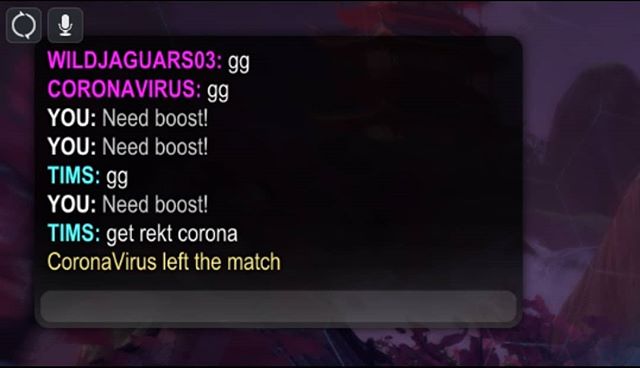 WILDJAGUARS03: gg
CORONAVIRUS: gg
YOU: Need boost!
YOU: Need boost!
TIMS: gg
YOU: Need boost!
TIMS: get rekt corona
CoronaVirus left the match